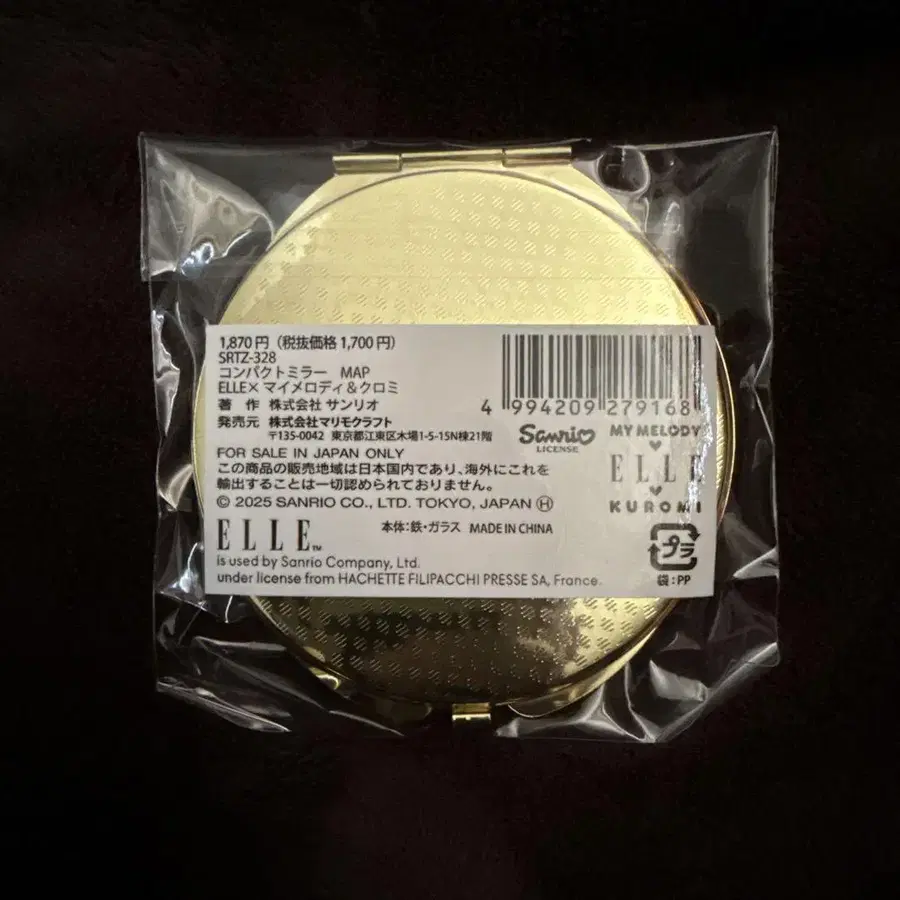 1,870円（税抜価格1,700円）
SRTZ-328
コンパクトミラー　MAP
ELLE×マイメロディ＆クロミ
著　作　株式会社 サンリオ
発売元　株式会社マリモクラフト
〒135-0042　東京都江東区木場1-5-15N棟21階
4 994209 279168
Sanrio
LICENSE
MY MELODY
ELLE
KUROMI
FOR SALE IN JAPAN ONLY
この商品の販売地域は日本国内であり、海外にこれを
輸出することは一切認められておりません。
© 2025 SANRIO CO., LTD. TOKYO, JAPAN Ⓗ
ELLE™
本体：鉄・ガラス　MADE IN CHINA
is used by Sanrio Company, Ltd.
under license from HACHETTE FILIPACCHI PRESSE SA, France.
プラ
袋：PP